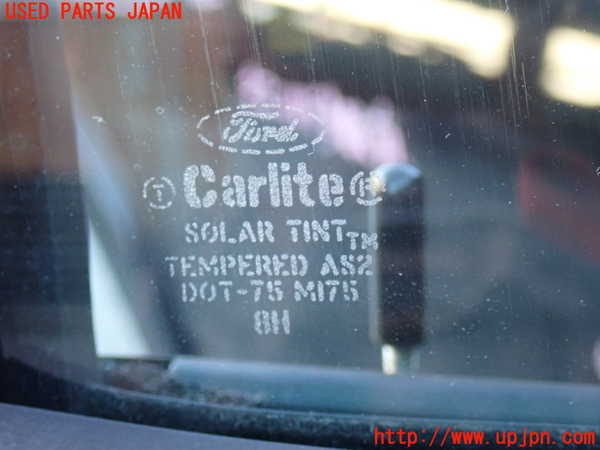 USED PARTS JAPAN
Ford
T Carlite ®
SOLAR TINT TM
TEMPERED AS2
DOT-75 M175
8H
http://www.upjpn.com/